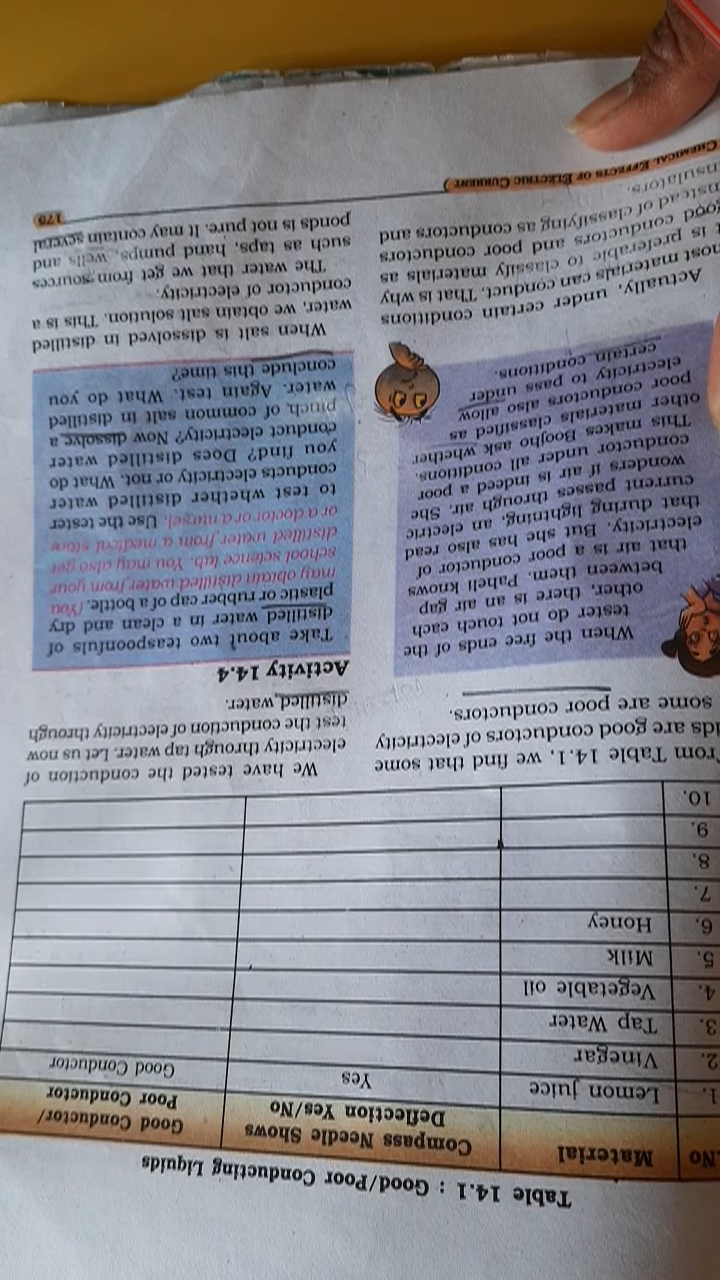 Table 14.1 : Good/Poor Conducting Liquids
.No
Material
Compass Needle Shows
Deflection Yes/No
Good Conductor/
Poor Conductor
1. Lemon juice Yes Good Conductor
2. Vinegar
3. Tap Water
4. Vegetable oil
5. Milk
6. Honey
7.
8.
9.
10.
From Table 14.1, we find that some
ids are good conductors of electricity
some are poor conductors.
When the free ends of the
tester do not touch each
other, there is an air gap
between them. Paheli knows
that air is a poor conductor of
electricity. But she has also read
that during lightning, an electric
current passes through air. She
wonders if air is indeed a poor
conductor under all conditions.
This makes Boojho ask whether
other materials classified as
poor conductors also allow
electricity to pass under
certain conditions.
Actually, under certain conditions
most materials can conduct. That is why
t is preferable to classify materials as
good conductors and poor conductors
nstead of classifying as conductors and
nsulators.
We have tested the conduction of
electricity through tap water. Let us now
test the conduction of electricity through
distilled water.
Activity 14.4
Take about two teaspoonfuls of
distilled water in a clean and dry
plastic or rubber cap of a bottle. (You
may obtain distilled water from your
school science lab. You may also get
distilled water from a medical store
or a doctor or a nurse). Use the tester
to test whether distilled water
conducts electricity or not. What do
you find? Does distilled water
conduct electricity? Now dissolve a
pinch of common salt in distilled
water. Again test. What do you
conclude this time?
When salt is dissolved in distilled
water, we obtain salt solution. This is a
conductor of electricity.
The water that we get from sources
such as taps, hand pumps, wells and
ponds is not pure. It may contain several
CHEMICAL EFFECTS OF ELECTRIC CURRENT